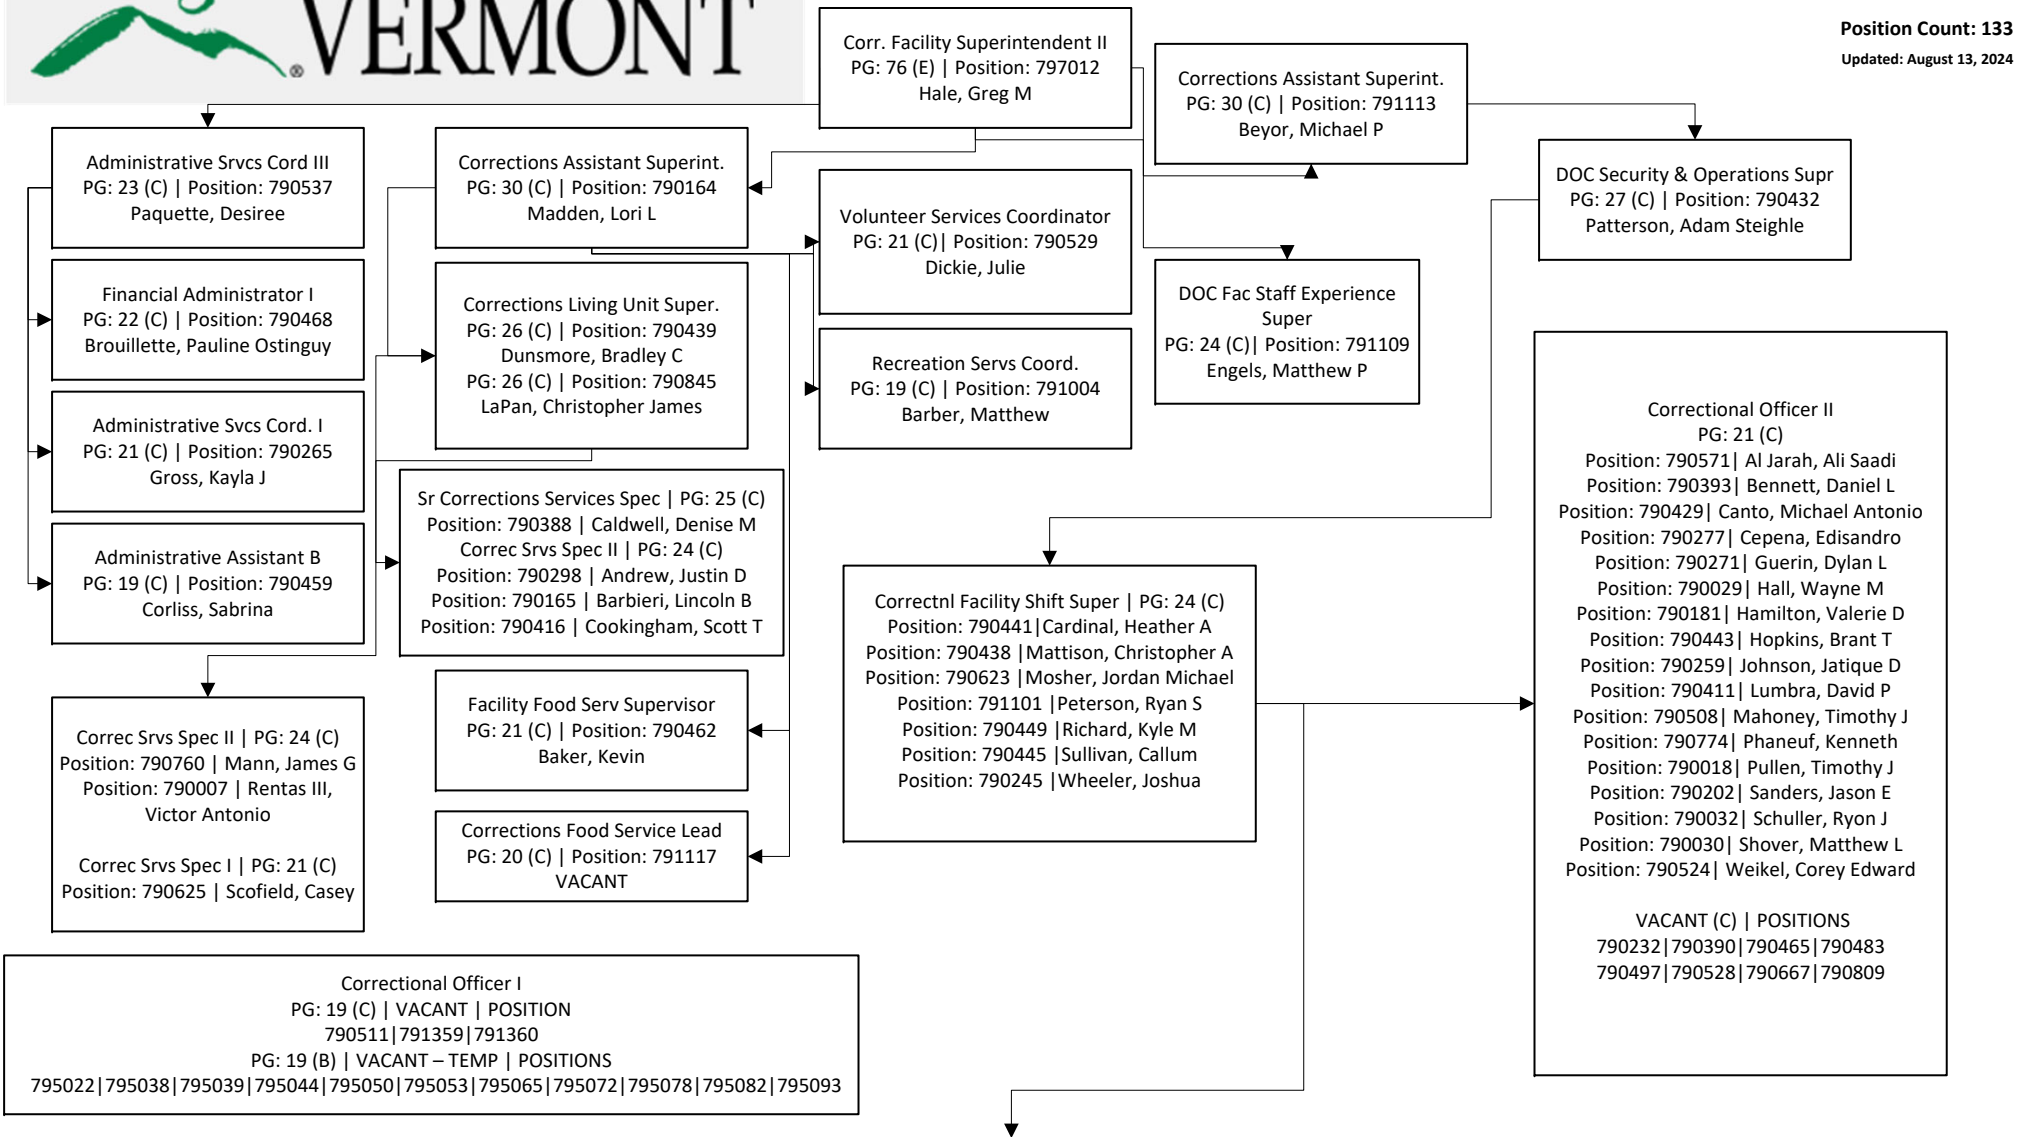 VERMONT
®
Position Count: 133
Updated: August 13, 2024
Corr. Facility Superintendent II
PG: 76 (E) | Position: 797012
Hale, Greg M
Corrections Assistant Superint.
PG: 30 (C) | Position: 791113
Beyor, Michael P
Administrative Srvcs Cord III
PG: 23 (C) | Position: 790537
Paquette, Desiree
Corrections Assistant Superint.
PG: 30 (C) | Position: 790164
Madden, Lori L
DOC Security & Operations Supr
PG: 27 (C) | Position: 790432
Patterson, Adam Steighle
Volunteer Services Coordinator
PG: 21 (C)| Position: 790529
Dickie, Julie
Financial Administrator I
PG: 22 (C) | Position: 790468
Brouillette, Pauline Ostinguy
Corrections Living Unit Super.
PG: 26 (C) | Position: 790439
Dunsmore, Bradley C
PG: 26 (C) | Position: 790845
LaPan, Christopher James
DOC Fac Staff Experience
Super
PG: 24 (C)| Position: 791109
Engels, Matthew P
Recreation Servs Coord.
PG: 19 (C) | Position: 791004
Barber, Matthew
Administrative Svcs Cord. I
PG: 21 (C) | Position: 790265
Gross, Kayla J
Sr Corrections Services Spec | PG: 25 (C)
Position: 790388 | Caldwell, Denise M
Correc Srvs Spec II | PG: 24 (C)
Position: 790298 | Andrew, Justin D
Position: 790165 | Barbieri, Lincoln B
Position: 790416 | Cookingham, Scott T
Administrative Assistant B
PG: 19 (C) | Position: 790459
Corliss, Sabrina
Correctnl Facility Shift Super | PG: 24 (C)
Position: 790441|Cardinal, Heather A
Position: 790438 |Mattison, Christopher A
Position: 790623 |Mosher, Jordan Michael
Position: 791101 |Peterson, Ryan S
Position: 790449 |Richard, Kyle M
Position: 790445 |Sullivan, Callum
Position: 790245 |Wheeler, Joshua
Correctional Officer II
PG: 21 (C)
Position: 790571| Al Jarah, Ali Saadi
Position: 790393| Bennett, Daniel L
Position: 790429| Canto, Michael Antonio
Position: 790277| Cepena, Edisandro
Position: 790271| Guerin, Dylan L
Position: 790029| Hall, Wayne M
Position: 790181| Hamilton, Valerie D
Position: 790443| Hopkins, Brant T
Position: 790259| Johnson, Jatique D
Position: 790411| Lumbra, David P
Position: 790508| Mahoney, Timothy J
Position: 790774| Phaneuf, Kenneth
Position: 790018| Pullen, Timothy J
Position: 790202| Sanders, Jason E
Position: 790032| Schuller, Ryon J
Position: 790030| Shover, Matthew L
Position: 790524| Weikel, Corey Edward
VACANT (C) | POSITIONS
790232|790390|790465|790483
790497|790528|790667|790809
Correc Srvs Spec II | PG: 24 (C)
Position: 790760 | Mann, James G
Position: 790007 | Rentas III,
Victor Antonio
Correc Srvs Spec I | PG: 21 (C)
Position: 790625 | Scofield, Casey
Facility Food Serv Supervisor
PG: 21 (C) | Position: 790462
Baker, Kevin
Corrections Food Service Lead
PG: 20 (C) | Position: 791117
VACANT
Correctional Officer I
PG: 19 (C) | VACANT | POSITION
790511|791359|791360
PG: 19 (B) | VACANT – TEMP | POSITIONS
795022|795038|795039|795044|795050|795053|795065|795072|795078|795082|795093